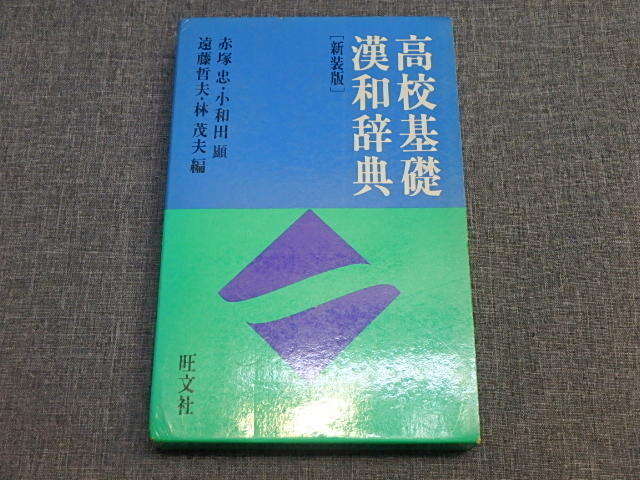 高校基礎
漢和辞典
［新装版］
赤塚 忠・小和田 顯
遠藤哲夫・林 茂夫 編
旺文社